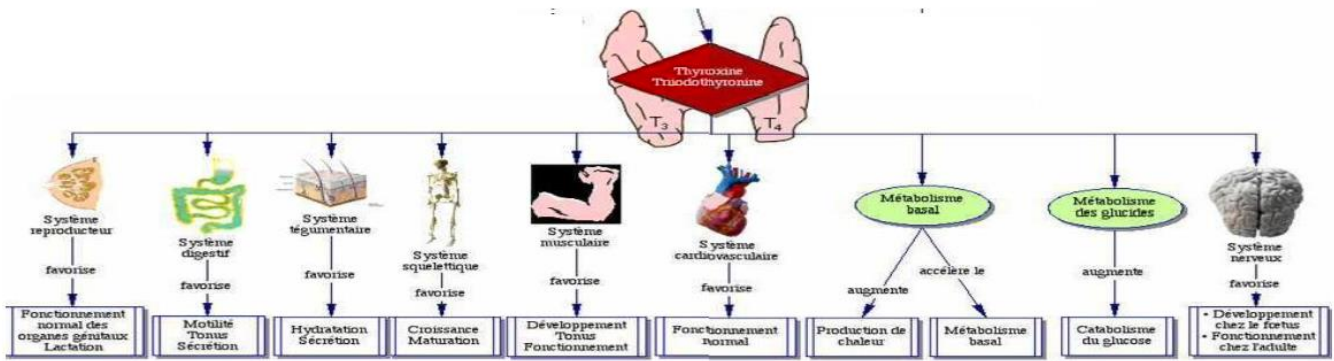 Thyroxine
Triiodothyronine
T3
T4
Système
reproducteur
favorise
Fonctionnement
normal des
organes génitaux
Lactation
Système
digestif
favorise
Motilité
Tonus
Sécrétion
Système
tégumentaire
favorise
Hydratation
Sécrétion
Système
squelettique
favorise
Croissance
Maturation
Système
musculaire
favorise
Développement
Tonus
Fonctionnement
Système
cardiovasculaire
favorise
Fonctionnement
normal
Métabolisme
basal
augmente
Production de
chaleur
accélère le
Métabolisme
basal
Métabolisme
des glucides
augmente
Catabolisme
du glucose
Système
nerveux
favorise
• Développement
chez le fœtus
• Fonctionnement
chez l'adulte